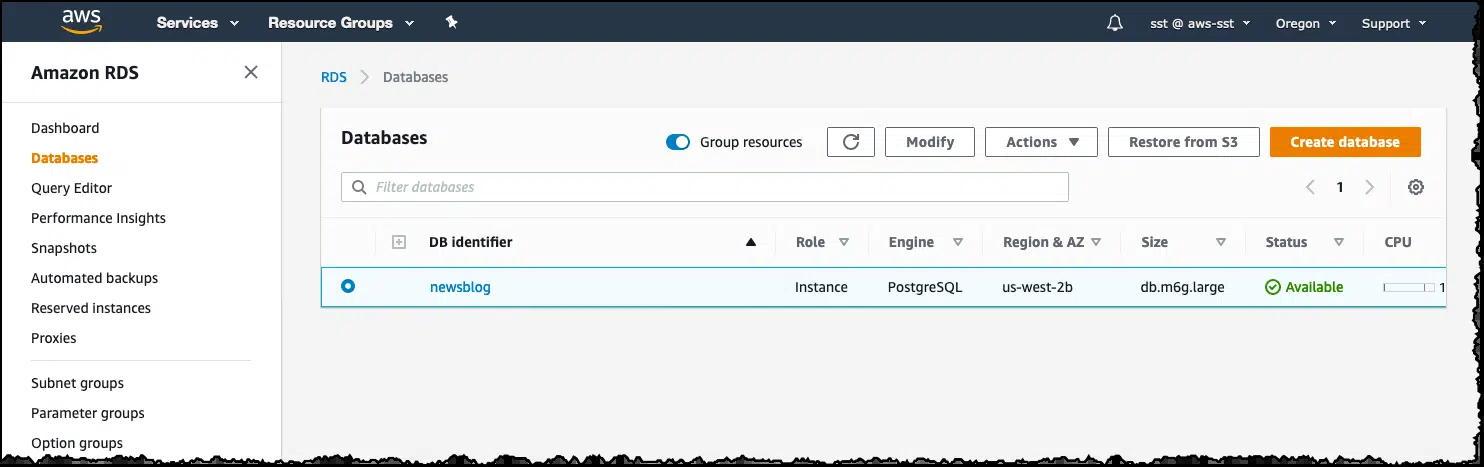 aws Services Resource Groups sst @ aws-sst Oregon Support
Amazon RDS
RDS Databases
Dashboard
Databases
Query Editor
Performance Insights
Snapshots
Automated backups
Reserved instances
Proxies
Subnet groups
Parameter groups
Option groups
Databases Group resources Modify Actions Restore from S3 Create database
Filter databases 1
DB identifier Role Engine Region & AZ Size Status CPU
newsblog Instance PostgreSQL us-west-2b db.m6g.large Available 1